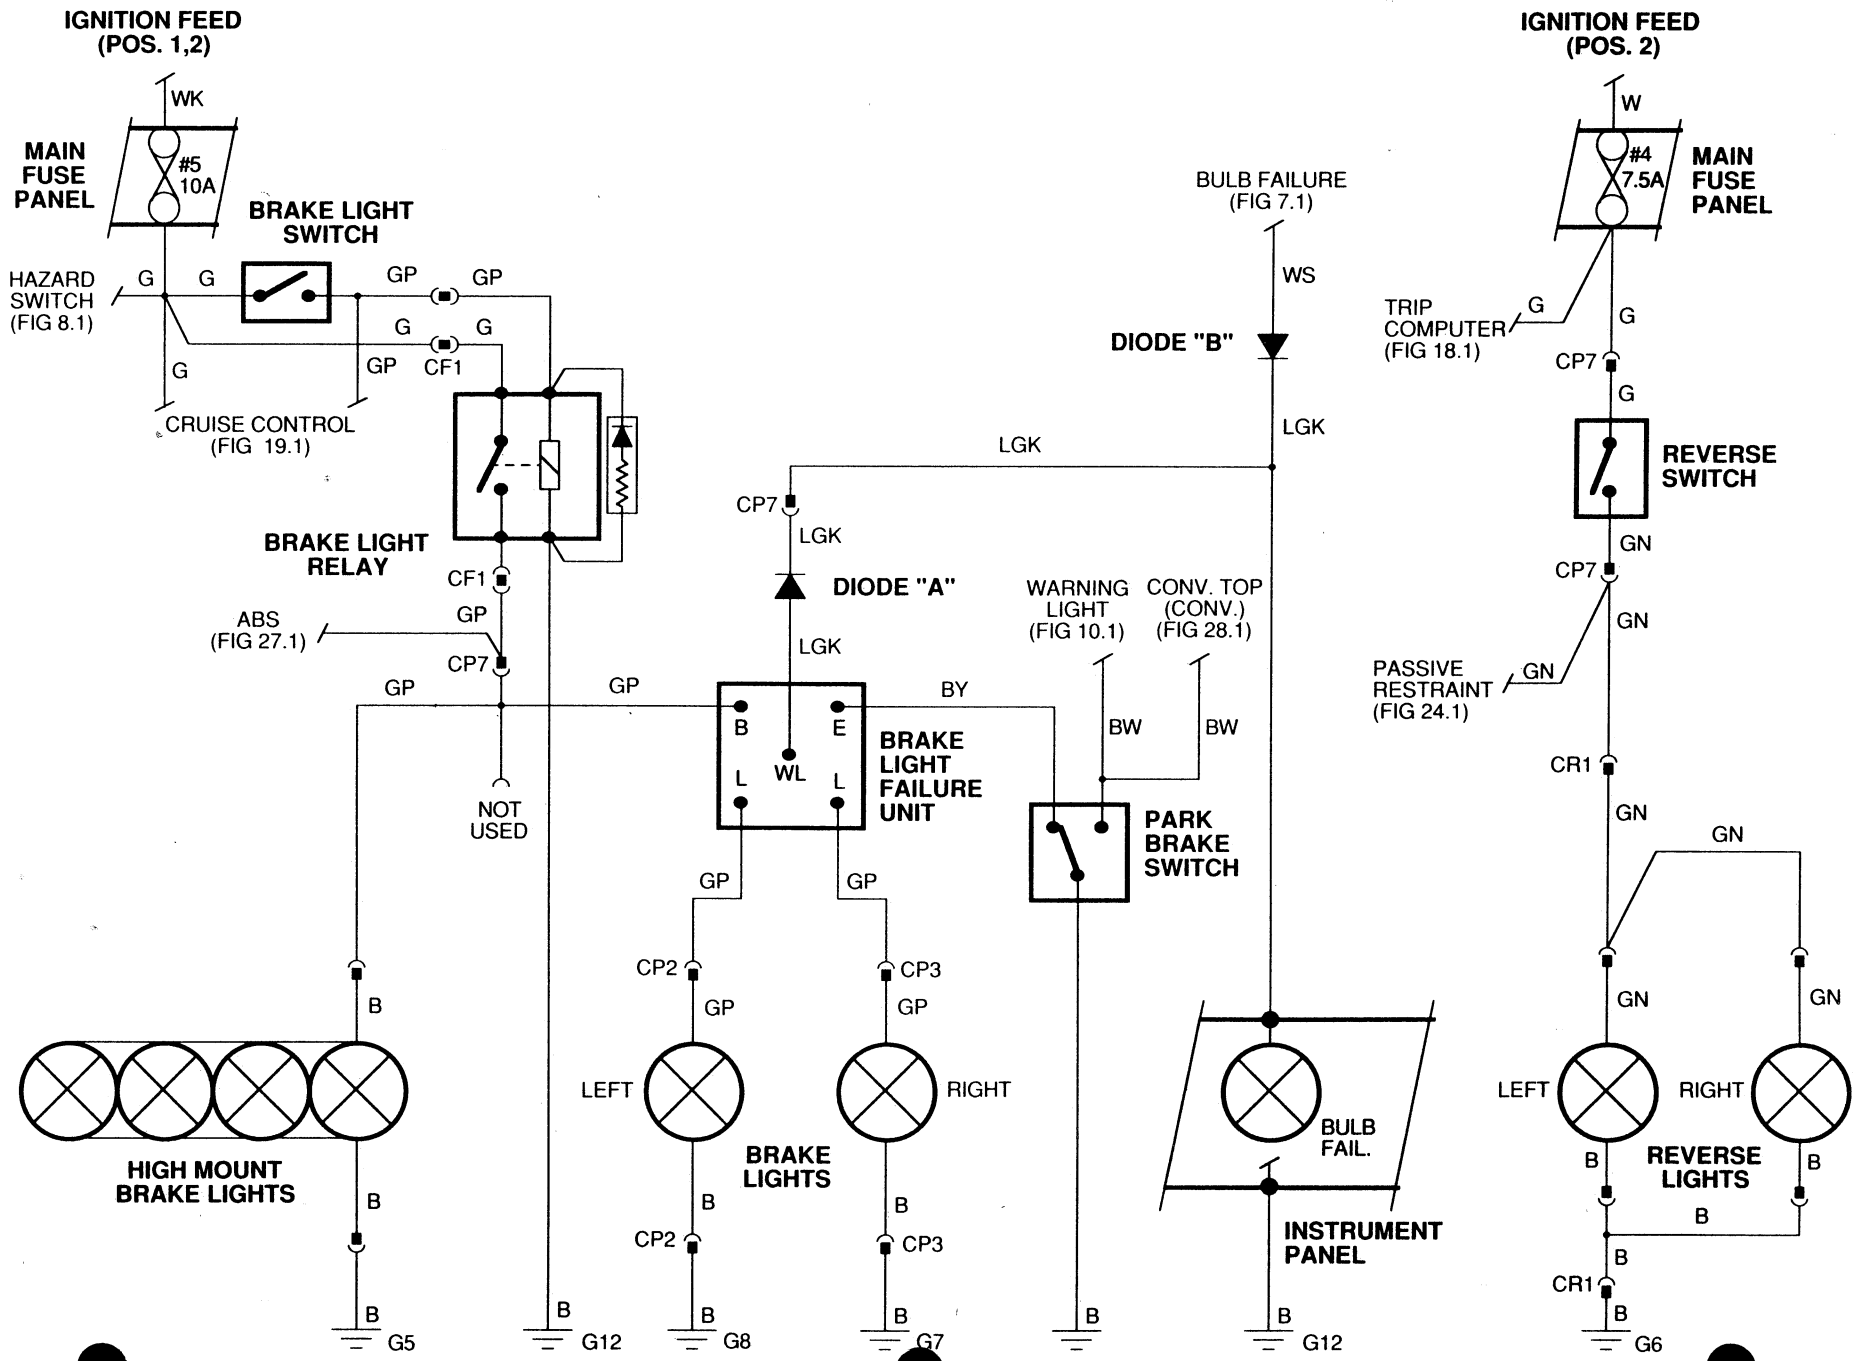 IGNITION FEED
(POS. 1,2)
WK
MAIN
FUSE
PANEL
#5
10A
BRAKE LIGHT
SWITCH
HAZARD
SWITCH
(FIG 8.1)
G
G
GP
GP
G
G
CF1
G
GP
CRUISE CONTROL
(FIG 19.1)
BRAKE LIGHT
RELAY
CF1
GP
ABS
(FIG 27.1)
CP7
GP
GP
NOT
USED
B
HIGH MOUNT
BRAKE LIGHTS
B
B
G5
B
G12
BULB FAILURE
(FIG 7.1)
WS
DIODE "B"
LGK
LGK
CP7
LGK
DIODE "A"
LGK
B
E
WL
L
L
BRAKE
LIGHT
FAILURE
UNIT
BY
WARNING
LIGHT
(FIG 10.1)
CONV. TOP
(CONV.)
(FIG 28.1)
BW
BW
PARK
BRAKE
SWITCH
GP
GP
CP2
CP3
GP
GP
LEFT
RIGHT
BRAKE
LIGHTS
B
B
CP2
CP3
B
G8
B
G7
B
BULB
FAIL.
INSTRUMENT
PANEL
B
G12
IGNITION FEED
(POS. 2)
W
MAIN
FUSE
PANEL
#4
7.5A
TRIP
COMPUTER
(FIG 18.1)
G
G
CP7
G
REVERSE
SWITCH
GN
CP7
GN
PASSIVE
RESTRAINT
(FIG 24.1)
GN
CR1
GN
GN
GN
GN
LEFT
RIGHT
REVERSE
LIGHTS
B
B
B
B
CR1
B
G6